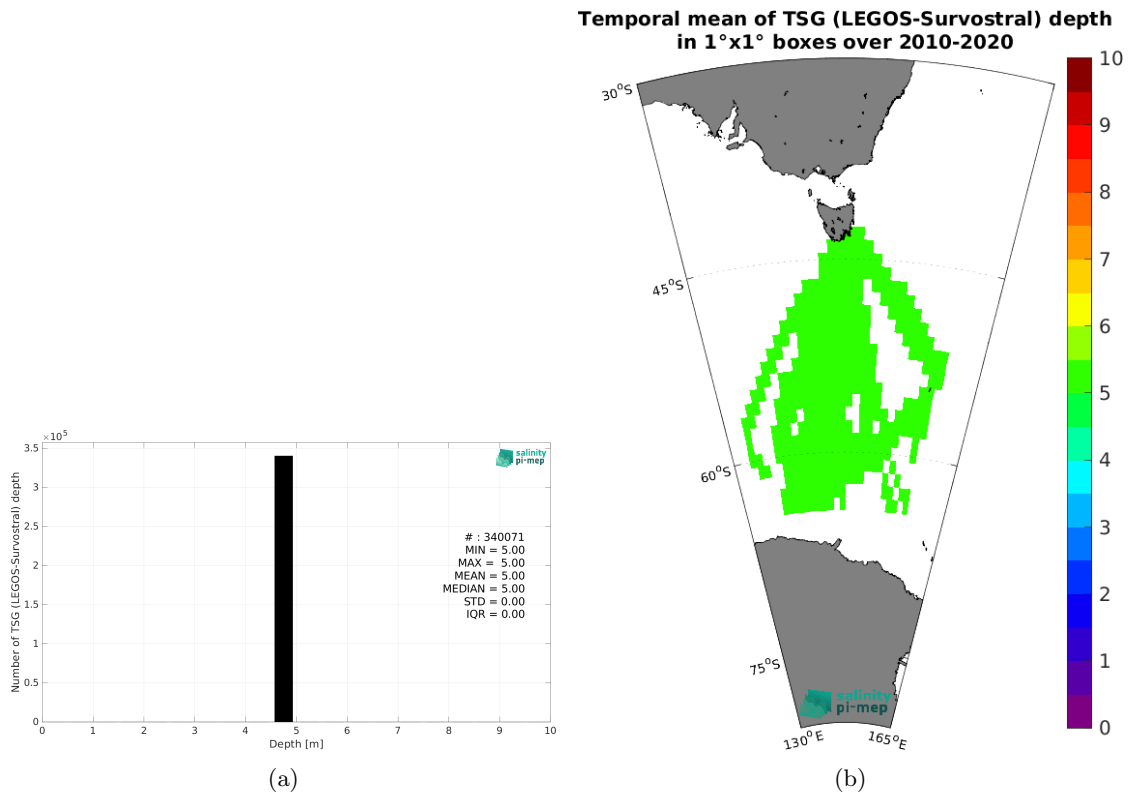 ×10⁵
3.5
3
2.5
2
1.5
1
0.5
0
Number of TSG (LEGOS-Survostral) depth
salinity
pi-mep
# : 340071
MIN = 5.00
MAX = 5.00
MEAN = 5.00
MEDIAN = 5.00
STD = 0.00
IQR = 0.00
0 1 2 3 4 5 6 7 8 9 10
Depth [m]
(a)
Temporal mean of TSG (LEGOS-Survostral) depth
in 1°x1° boxes over 2010-2020
30°S
45°S
60°S
75°S
130°E
165°E
salinity
pi-mep
10
9
8
7
6
5
4
3
2
1
0
(b)